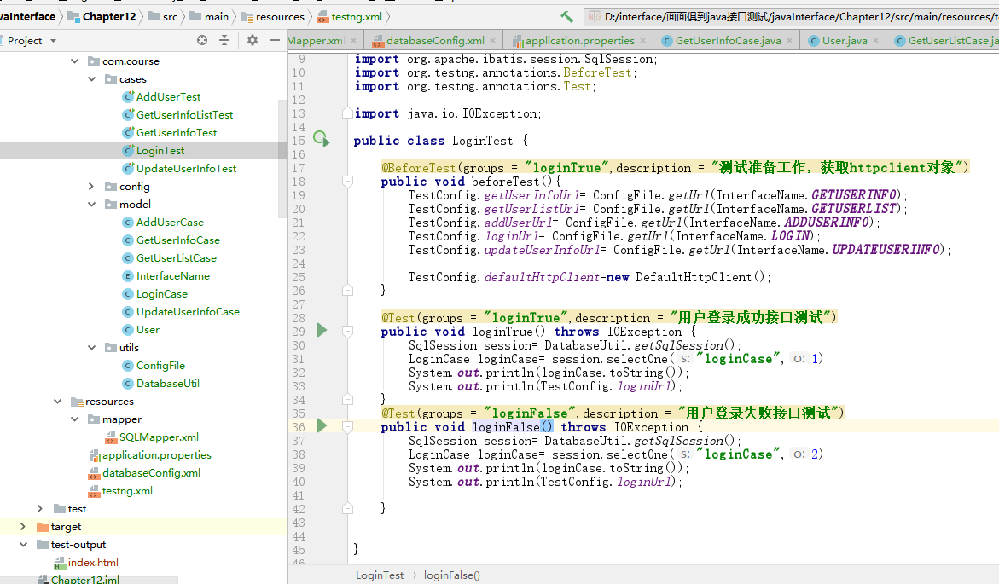 vaInterface Chapter12 src main resources testng.xml
D:/interface/面面俱到java接口测试/javaInterface/Chapter12/src/main/resources/t
Project
Mapper.xml databaseConfig.xml application.properties GetUserInfoCase.java User.java GetUserListCase.ja
com.course
cases
AddUserTest
GetUserInfoListTest
GetUserInfoTest
LoginTest
UpdateUserInfoTest
config
model
AddUserCase
GetUserInfoCase
GetUserListCase
InterfaceName
LoginCase
UpdateUserInfoCase
User
utils
ConfigFile
DatabaseUtil
resources
mapper
SQLMapper.xml
application.properties
databaseConfig.xml
testng.xml
test
target
test-output
index.html
Chapter12.iml
9 import org.apache.ibatis.session.SqlSession;
10 import org.testng.annotations.BeforeTest;
11 import org.testng.annotations.Test;
12
13 import java.io.IOException;
14
15 public class LoginTest {
16
17 @BeforeTest(groups = "loginTrue",description = "测试准备工作，获取httpclient对象")
18 public void beforeTest(){
19 TestConfig.getUserInfoUrl= ConfigFile.getUrl(InterfaceName.GETUSERINFO);
20 TestConfig.getUserListUrl= ConfigFile.getUrl(InterfaceName.GETUSERLIST);
21 TestConfig.addUserUrl= ConfigFile.getUrl(InterfaceName.ADDUSERINFO);
22 TestConfig.loginUrl= ConfigFile.getUrl(InterfaceName.LOGIN);
23 TestConfig.updateUserInfoUrl= ConfigFile.getUrl(InterfaceName.UPDATEUSERINFO);
24
25 TestConfig.defaultHttpClient=new DefaultHttpClient();
26 }
27
28 @Test(groups = "loginTrue",description = "用户登录成功接口测试")
29 public void loginTrue() throws IOException {
30 SqlSession session= DatabaseUtil.getSqlSession();
31 LoginCase loginCase= session.selectOne( s: "loginCase", o: 1);
32 System.out.println(loginCase.toString());
33 System.out.println(TestConfig.loginUrl);
34 }
35 @Test(groups = "loginFalse",description = "用户登录失败接口测试")
36 public void loginFalse() throws IOException {
37 SqlSession session= DatabaseUtil.getSqlSession();
38 LoginCase loginCase= session.selectOne( s: "loginCase", o: 2);
39 System.out.println(loginCase.toString());
40 System.out.println(TestConfig.loginUrl);
41
42 }
43
44
45 }
46
LoginTest loginFalse()